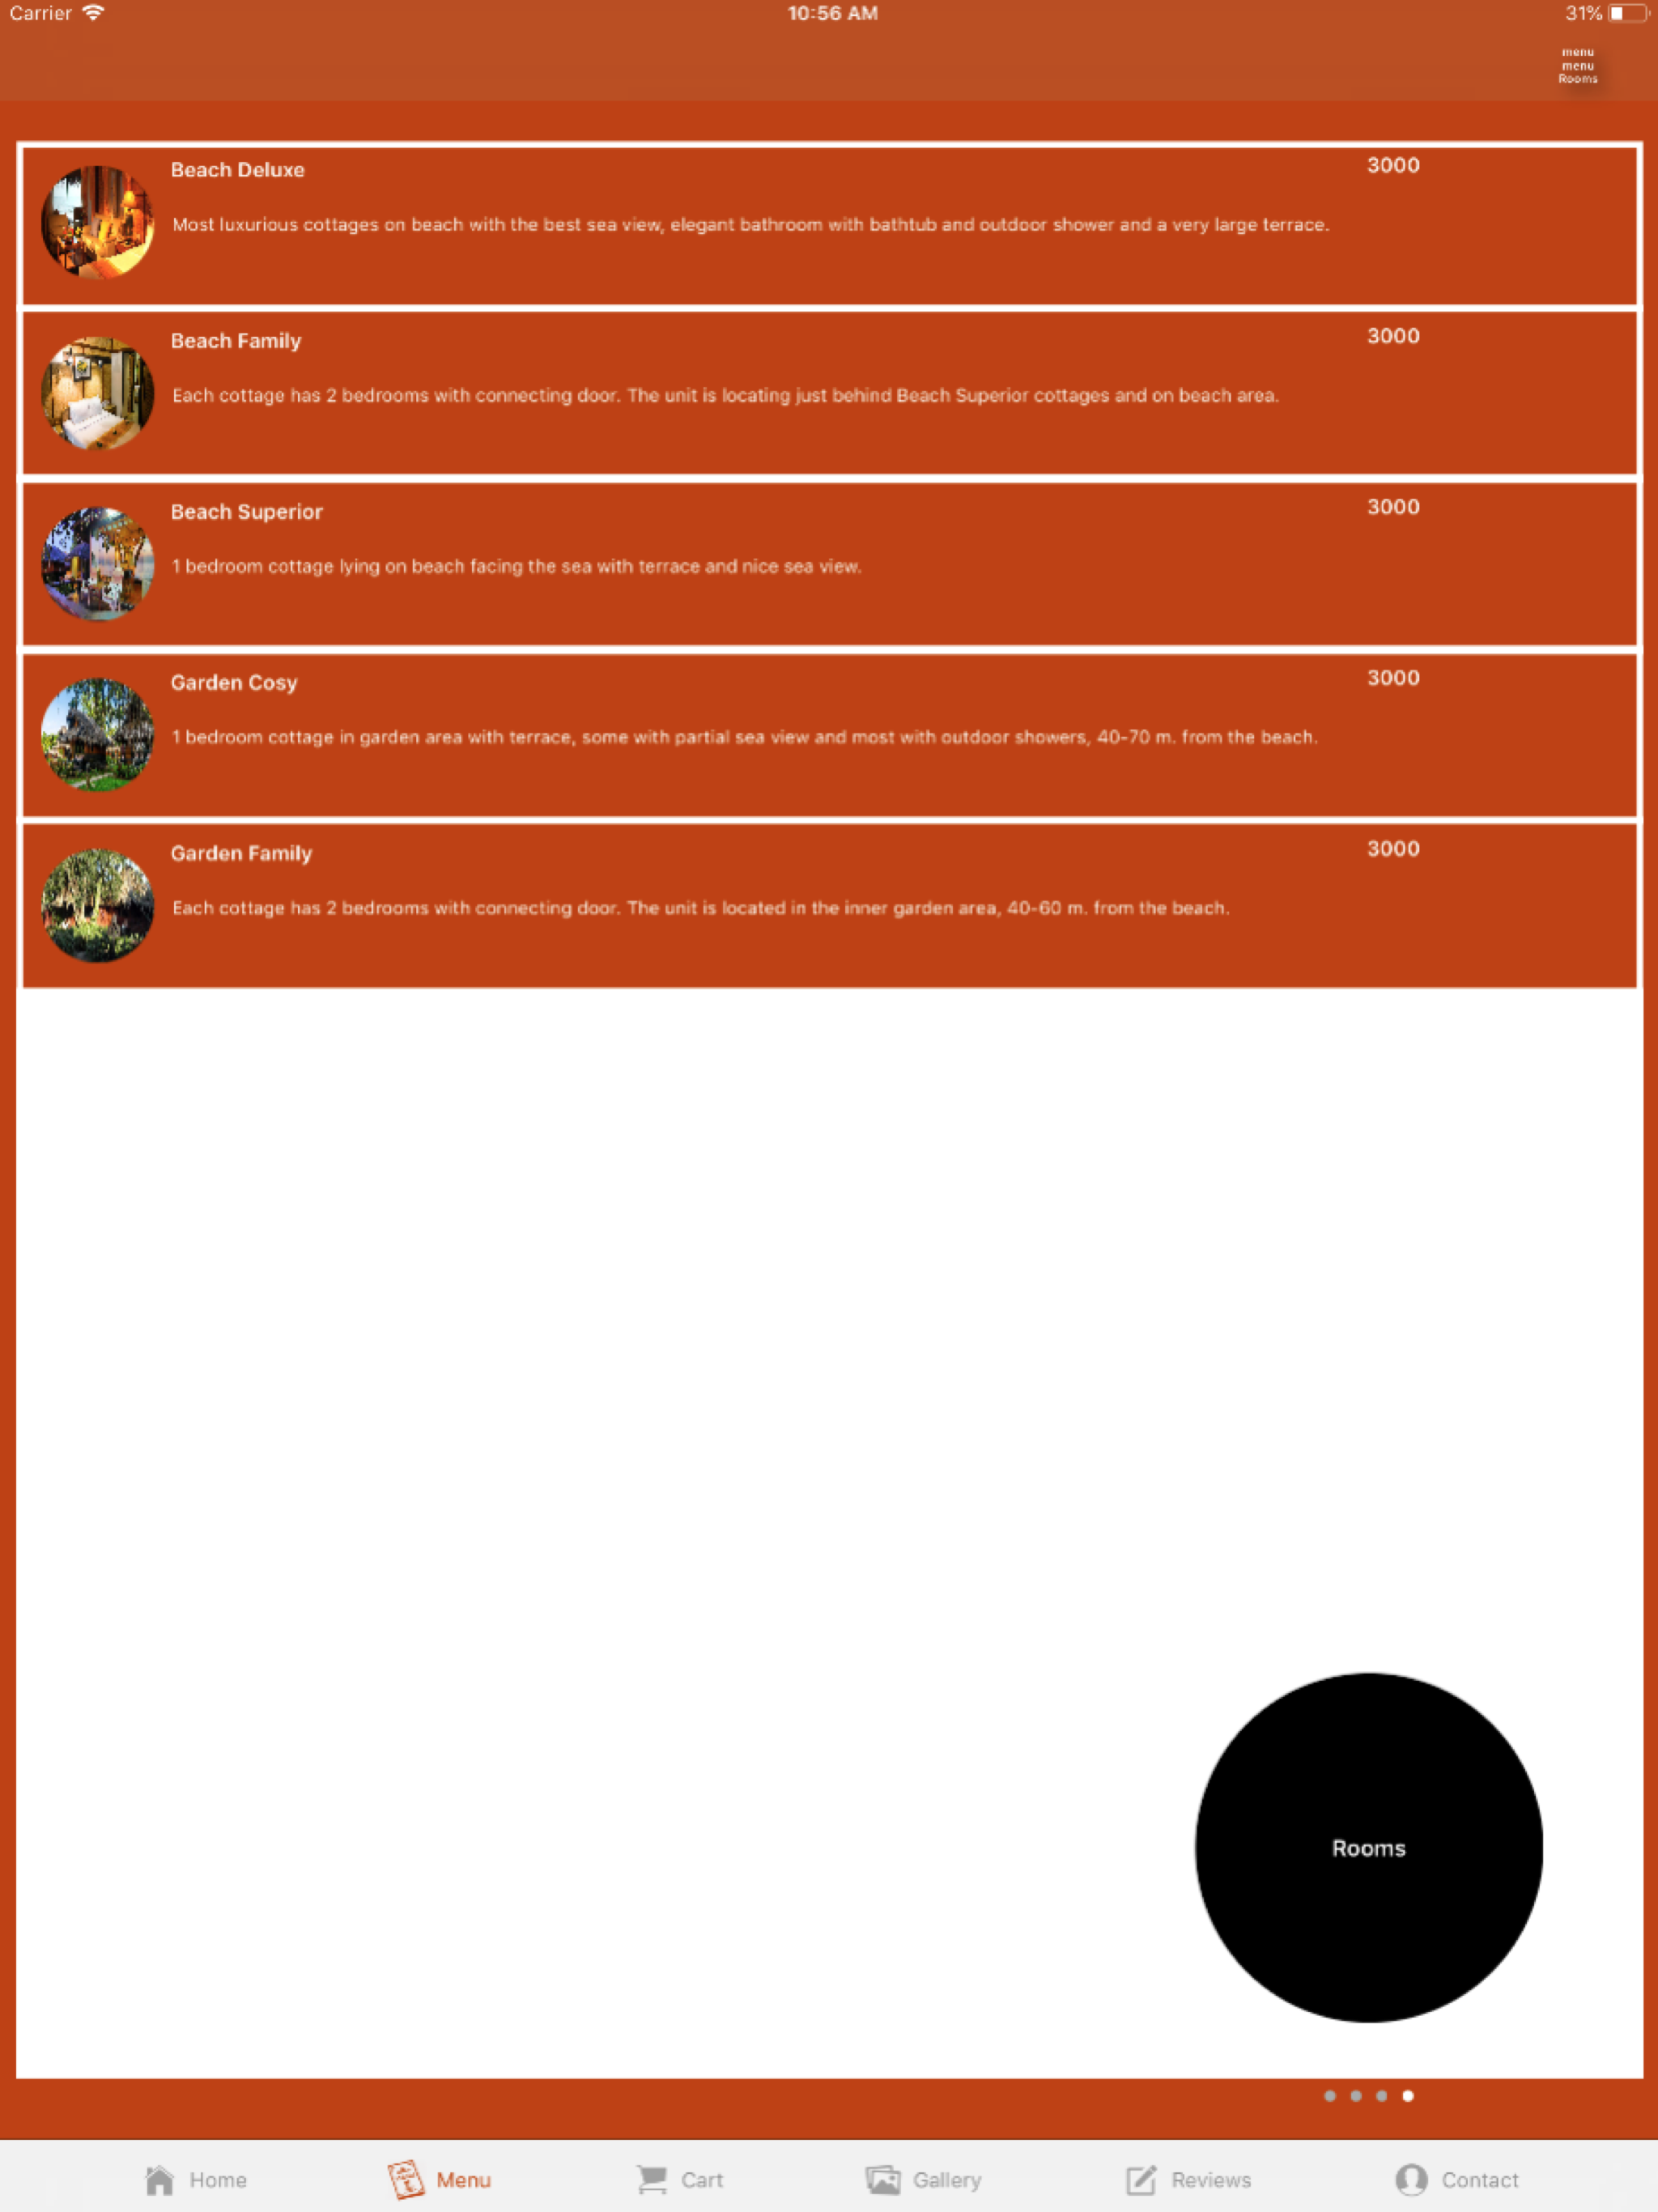 Carrier 10:56 AM 31%
menu
menu
Rooms
Beach Deluxe 3000
Most luxurious cottages on beach with the best sea view, elegant bathroom with bathtub and outdoor shower and a very large terrace.
Beach Family 3000
Each cottage has 2 bedrooms with connecting door. The unit is locating just behind Beach Superior cottages and on beach area.
Beach Superior 3000
1 bedroom cottage lying on beach facing the sea with terrace and nice sea view.
Garden Cosy 3000
1 bedroom cottage in garden area with terrace, some with partial sea view and most with outdoor showers, 40-70 m. from the beach.
Garden Family 3000
Each cottage has 2 bedrooms with connecting door. The unit is located in the inner garden area, 40-60 m. from the beach.
Rooms
Home Menu Cart Gallery Reviews Contact